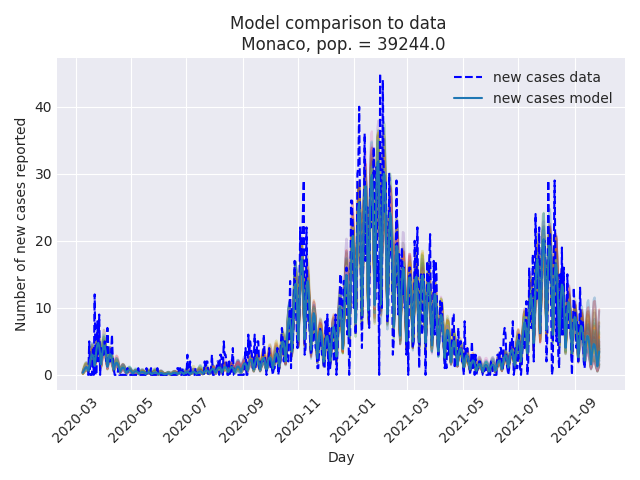 Model comparison to data
Monaco, pop. = 39244.0
new cases data
new cases model
Number of new cases reported
40
30
20
10
0
2020-03
2020-05
2020-07
2020-09
2020-11
2021-01
2021-03
2021-05
2021-07
2021-09
Day